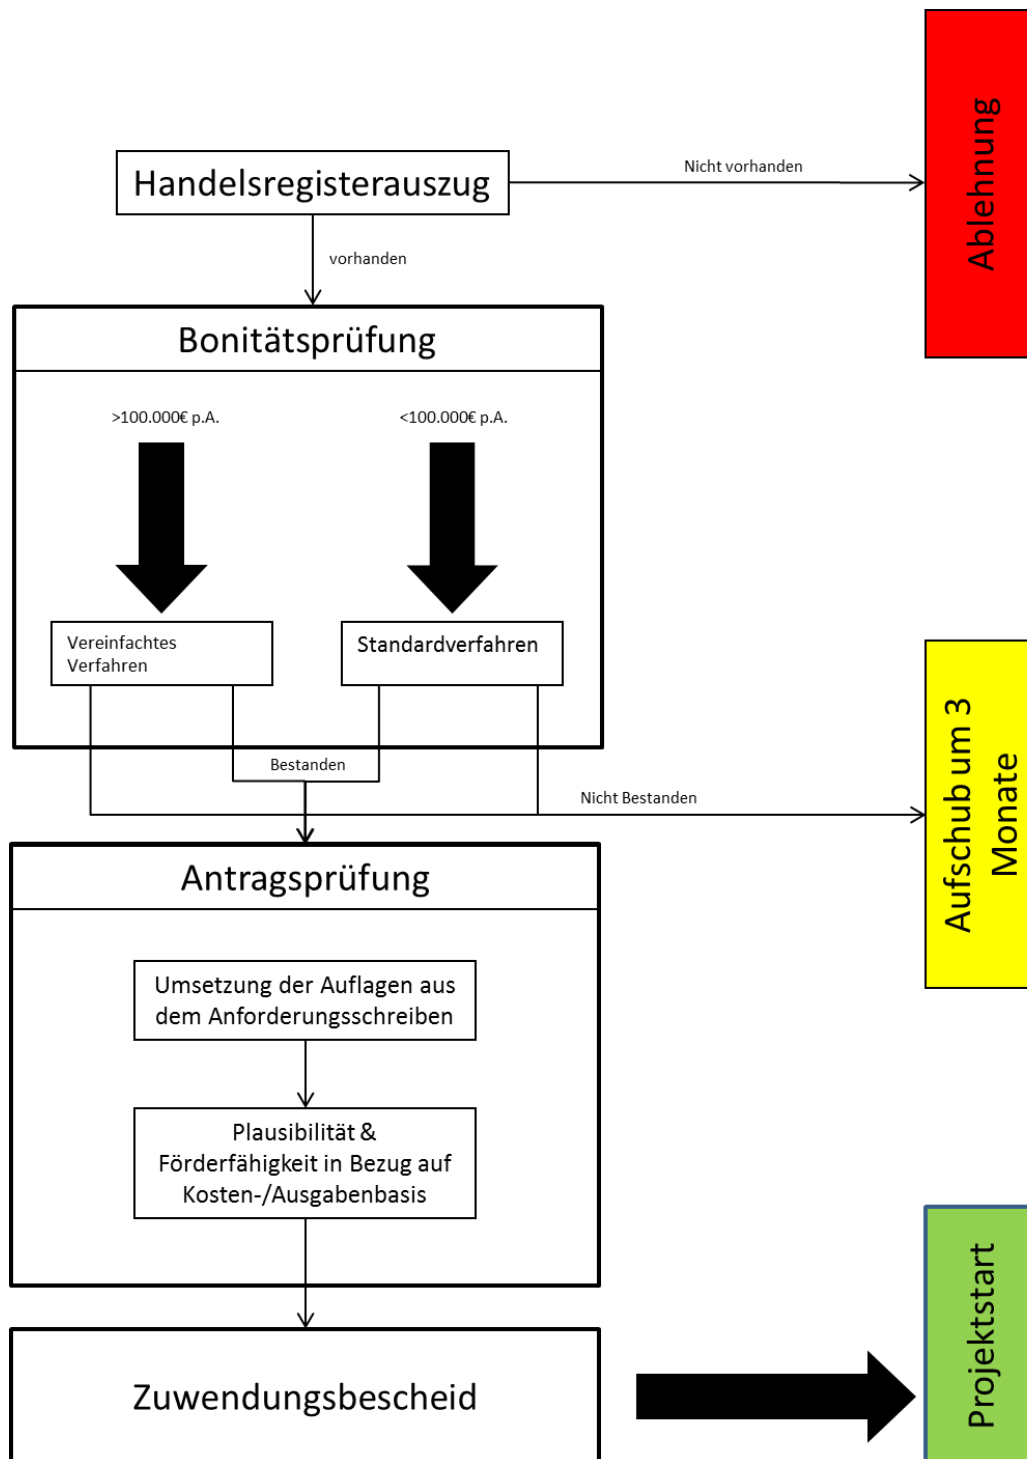 Ablehnung
Nicht vorhanden
Handelsregisterauszug
vorhanden
Bonitätsprüfung
>100.000€ p.A.
<100.000€ p.A.
Vereinfachtes
Verfahren
Standardverfahren
Bestanden
Nicht Bestanden
Aufschub um 3
Monate
Antragsprüfung
Umsetzung der Auflagen aus
dem Anforderungsschreiben
Plausibilität &
Förderfähigkeit in Bezug auf
Kosten-/Ausgabenbasis
Zuwendungsbescheid
Projektstart